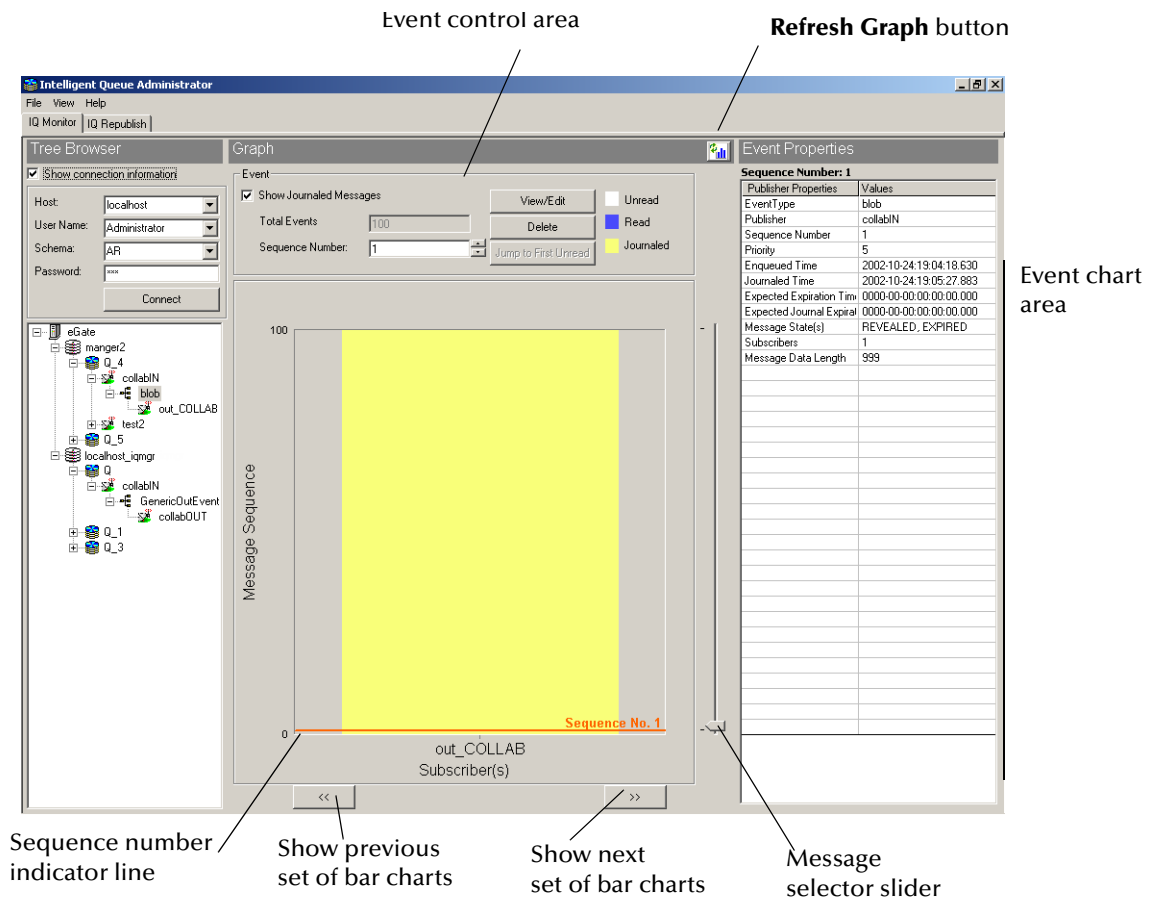 Event control area
Refresh Graph button
Intelligent Queue Administrator
File View Help
IQ Monitor IQ Republish
Tree Browser
Show connection information
Host: localhost
User Name: Administrator
Schema: AR
Password: ***
Connect
eGate
manger2
Q_4
collabIN
blob
out_COLLAB
test2
Q_5
localhost_iqmgr
Q
collabIN
GenericOutEvent
collabOUT
Q_1
Q_3
Graph
Event
Show Journaled Messages
Total Events 100
Sequence Number: 1
View/Edit
Delete
Jump to First Unread
Unread
Read
Journaled
100
Message Sequence
0
Sequence No. 1
out_COLLAB
Subscriber(s)
<<
>>
Event Properties
Sequence Number: 1
Publisher Properties Values
EventType blob
Publisher collabIN
Sequence Number 1
Priority 5
Enqueued Time 2002-10-24:19:04:18.630
Journaled Time 2002-10-24:19:05:27.883
Expected Expiration Tim 0000-00-00:00:00:00.000
Expected Journal Expirat 0000-00-00:00:00:00.000
Message State(s) REVEALED, EXPIRED
Subscribers 1
Message Data Length 999
Event chart
area
Sequence number
indicator line
Show previous
set of bar charts
Show next
set of bar charts
Message
selector slider